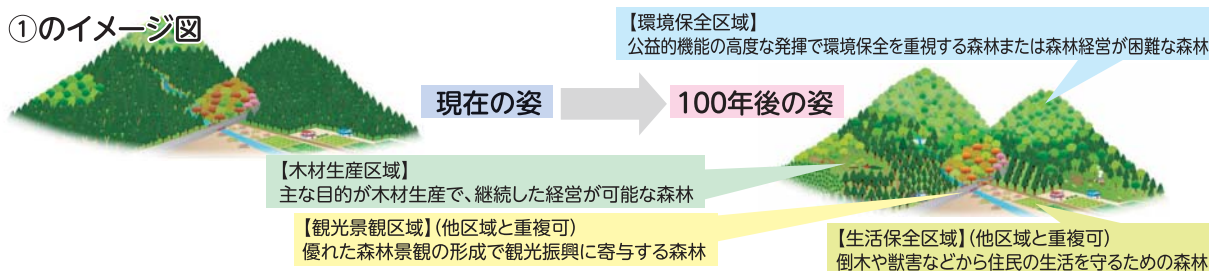 ①のイメージ図
【環境保全区域】
公益的機能の高度な発揮で環境保全を重視する森林または森林経営が困難な森林
現在の姿
100年後の姿
【木材生産区域】
主な目的が木材生産で、継続した経営が可能な森林
【観光景観区域】(他区域と重複可)
優れた森林景観の形成で観光振興に寄与する森林
【生活保全区域】(他区域と重複可)
倒木や獣害などから住民の生活を守るための森林